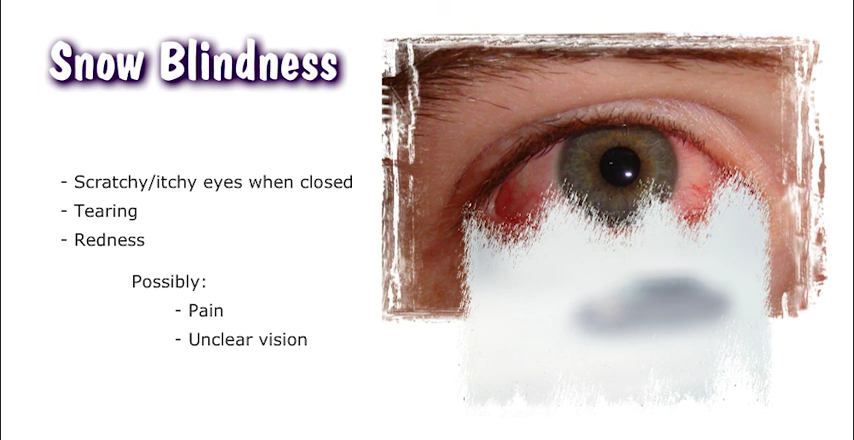 Snow Blindness
- Scratchy/itchy eyes when closed
- Tearing
- Redness
Possibly:
- Pain
- Unclear vision